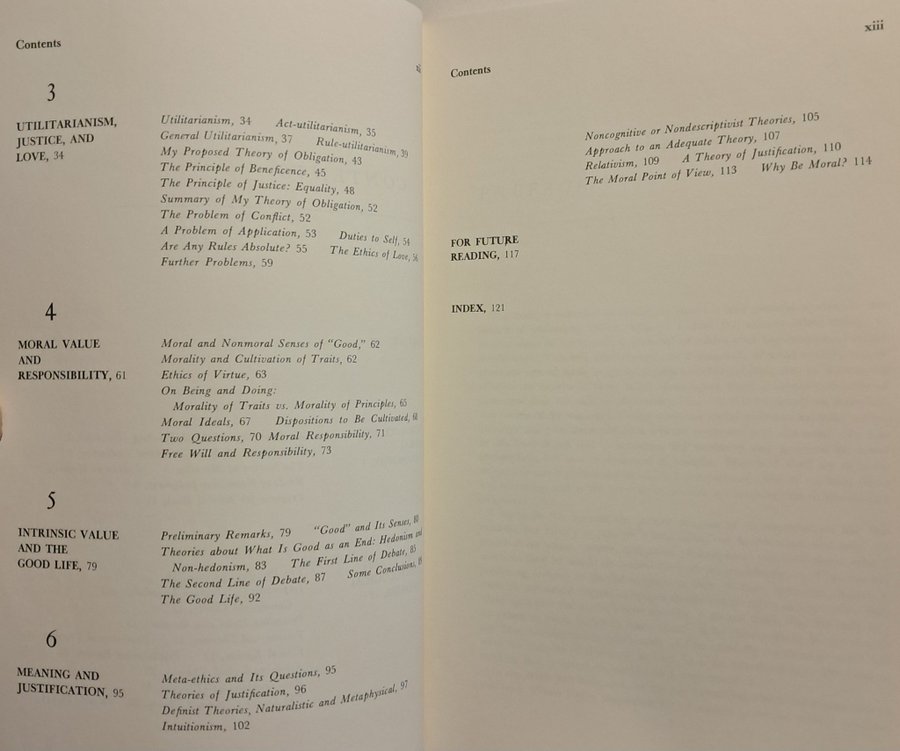 Contents
3
UTILITARIANISM,
JUSTICE, AND
LOVE, 34
Utilitarianism, 34 Act-utilitarianism, 35
General Utilitarianism, 37 Rule-utilitarianism, 39
My Proposed Theory of Obligation, 43
The Principle of Beneficence, 45
The Principle of Justice: Equality, 48
Summary of My Theory of Obligation, 52
The Problem of Conflict, 52
A Problem of Application, 53 Duties to Self, 54
Are Any Rules Absolute? 55 The Ethics of Love, 56
Further Problems, 59
4
MORAL VALUE
AND
RESPONSIBILITY, 61
Moral and Nonmoral Senses of “Good,” 62
Morality and Cultivation of Traits, 62
Ethics of Virtue, 63
On Being and Doing:
Morality of Traits vs. Morality of Principles, 65
Moral Ideals, 67 Dispositions to Be Cultivated,
Two Questions, 70 Moral Responsibility, 71
Free Will and Responsibility, 73
5
INTRINSIC VALUE
AND THE
GOOD LIFE, 79
Preliminary Remarks, 79 “Good” and Its Senses, 80
Theories about What Is Good as an End: Hedonism and
Non-hedonism, 83 The First Line of Debate, 85
The Second Line of Debate, 87 Some Conclusions,
The Good Life, 92
6
MEANING AND
JUSTIFICATION, 95
Meta-ethics and Its Questions, 95
Theories of Justification, 96
Definist Theories, Naturalistic and Metaphysical, 97
Intuitionism, 102
xiii
Contents
Noncognitive or Nondescriptivist Theories, 105
Approach to an Adequate Theory, 107
Relativism, 109 A Theory of Justification, 110
The Moral Point of View, 113 Why Be Moral? 114
FOR FUTURE
READING, 117
INDEX, 121